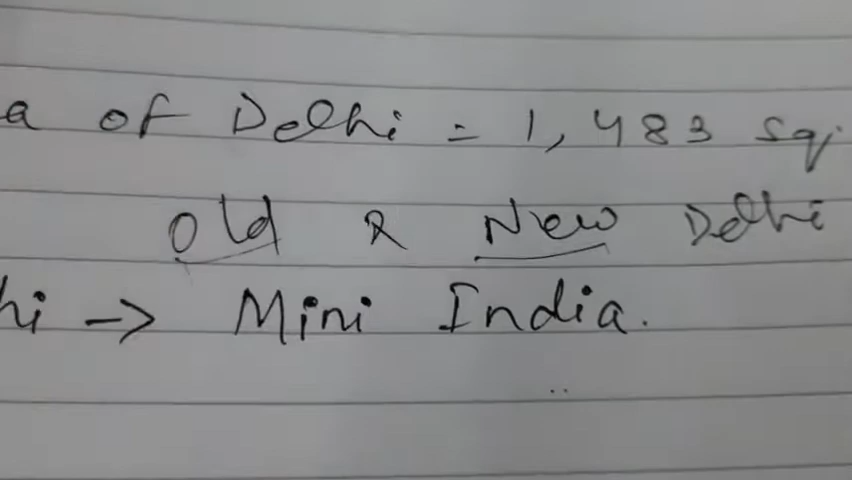 a of Delhi = 1,483 sq.
Old & New Delhi
hi -> Mini India.